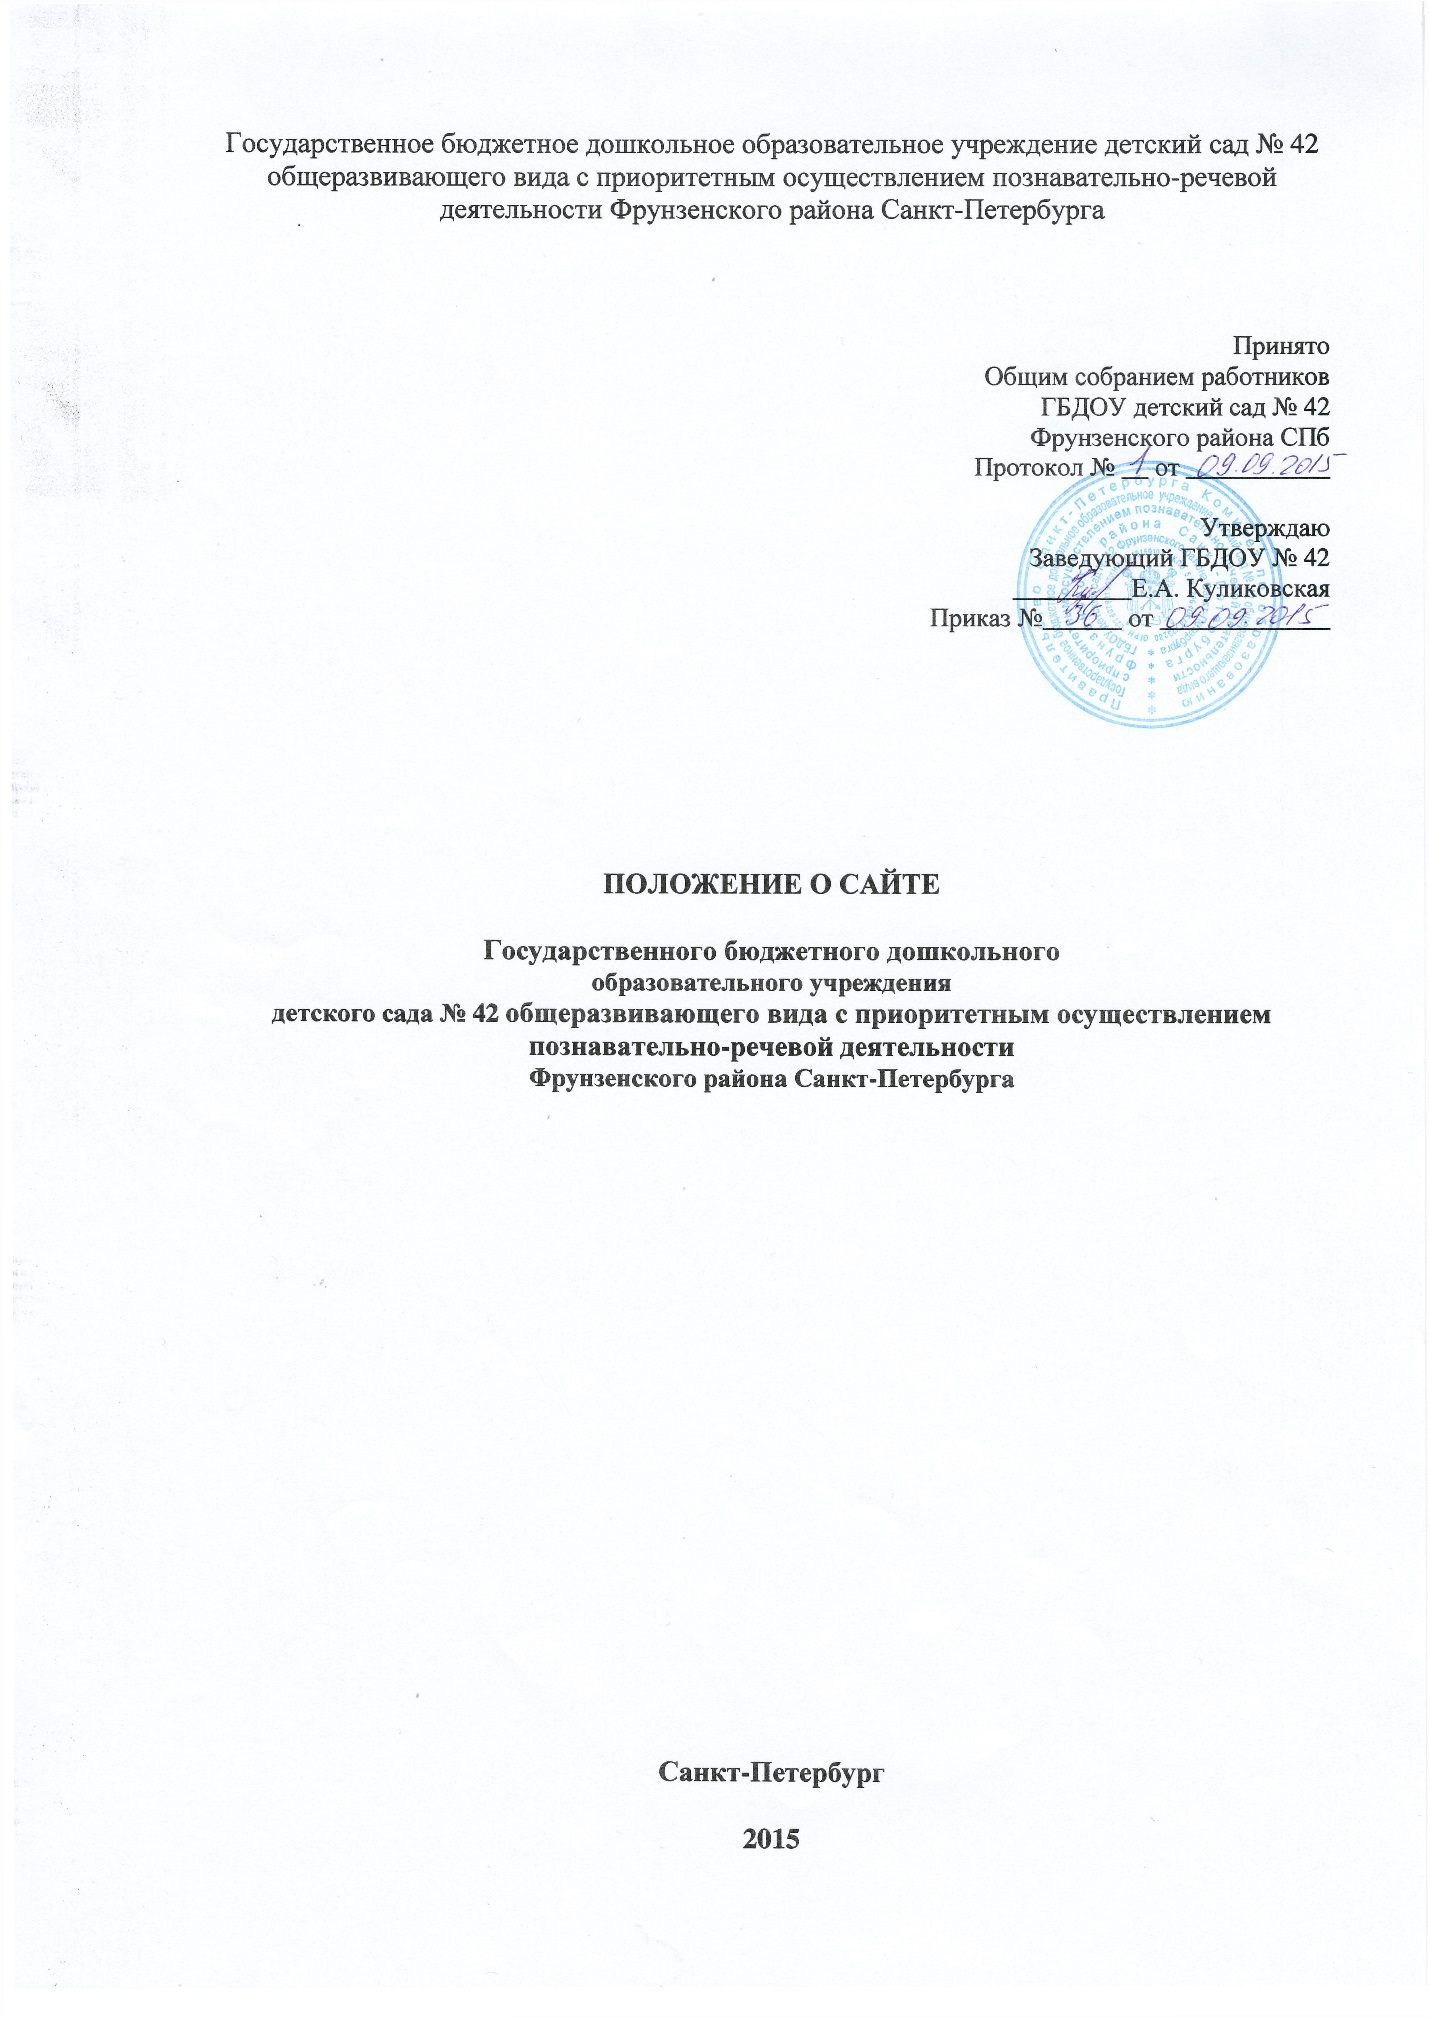 Государственное бюджетное дошкольное образовательное учреждение детский сад № 42
общеразвивающего вида с приоритетным осуществлением познавательно-речевой
деятельности Фрунзенского района Санкт-Петербурга
Принято
Общим собранием работников
ГБДОУ детский сад № 42
Фрунзенского района СПб
Протокол № 1 от 09.09.2015
Утверждаю
Заведующий ГБДОУ № 42
Е.А. Куликовская
Приказ № 36 от 09.09.2015
ПОЛОЖЕНИЕ О САЙТЕ
Государственного бюджетного дошкольного
образовательного учреждения
детского сада № 42 общеразвивающего вида с приоритетным осуществлением
познавательно-речевой деятельности
Фрунзенского района Санкт-Петербурга
Санкт-Петербург
2015